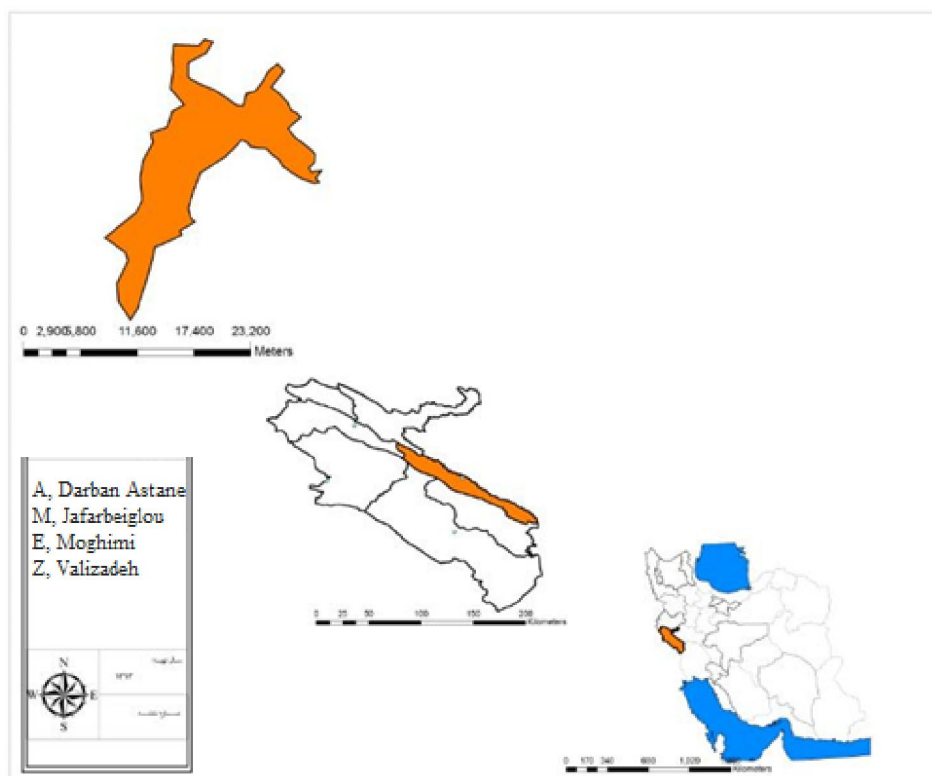 0 2,900 5,800 11,600 17,400 23,200
Meters
0 25 50 100 150 200
Kilometers
A, Darban Astane
M, Jafarbeiglou
E, Moghimi
Z, Valizadeh
N
W E
S
0 170 340 680 1,020
Kilometers